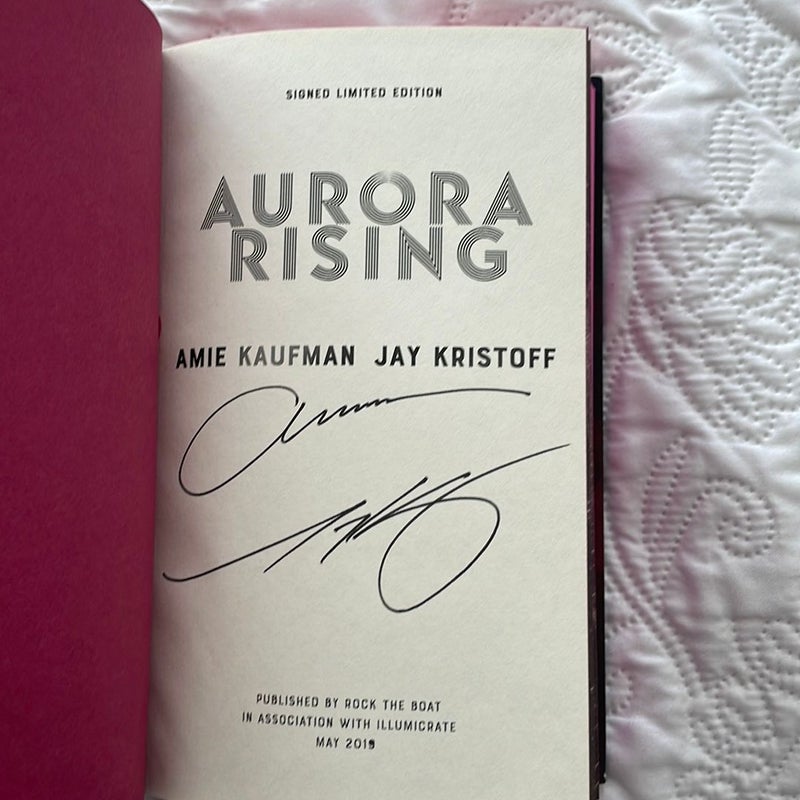 SIGNED LIMITED EDITION
AURORA
RISING
AMIE KAUFMAN JAY KRISTOFF
PUBLISHED BY ROCK THE BOAT
IN ASSOCIATION WITH ILLUMICRATE
MAY 2019